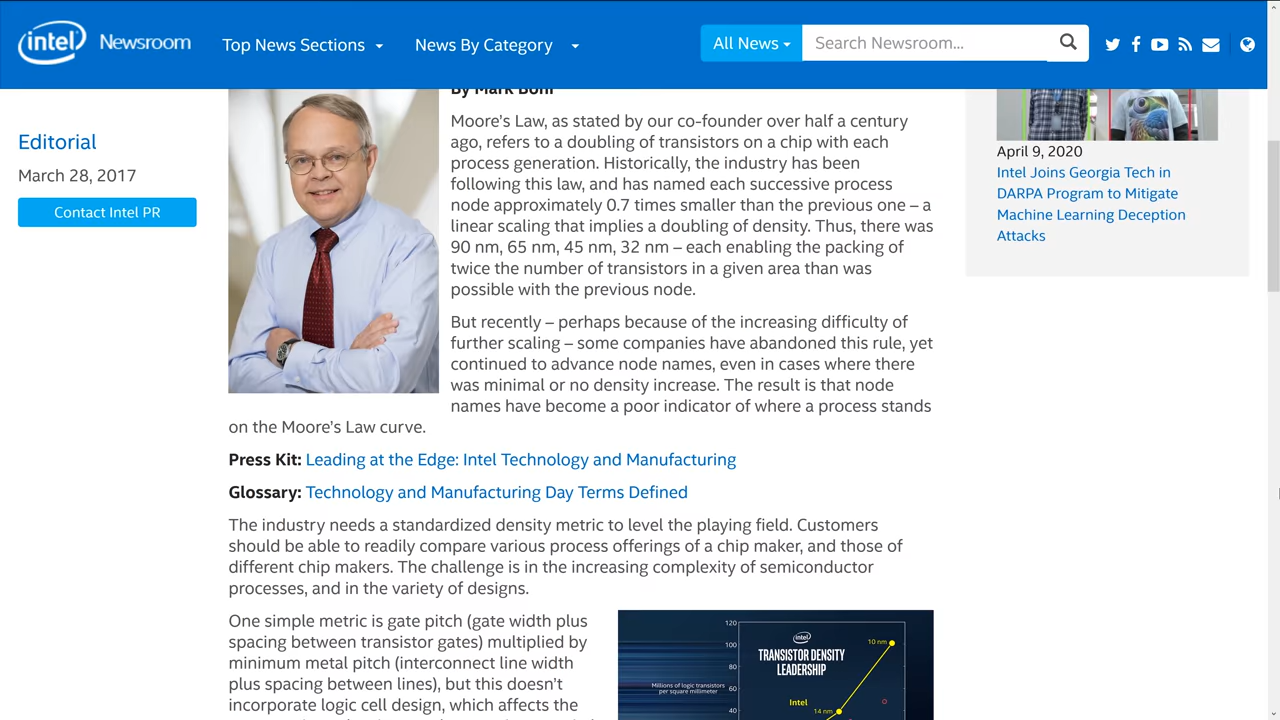 intel Newsroom
Top News Sections
News By Category
All News
Search Newsroom...
Editorial
March 28, 2017
Contact Intel PR
By Mark Bohr
Moore's Law, as stated by our co-founder over half a century
ago, refers to a doubling of transistors on a chip with each
process generation. Historically, the industry has been
following this law, and has named each successive process
node approximately 0.7 times smaller than the previous one – a
linear scaling that implies a doubling of density. Thus, there was
90 nm, 65 nm, 45 nm, 32 nm – each enabling the packing of
twice the number of transistors in a given area than was
possible with the previous node.
But recently – perhaps because of the increasing difficulty of
further scaling – some companies have abandoned this rule, yet
continued to advance node names, even in cases where there
was minimal or no density increase. The result is that node
names have become a poor indicator of where a process stands
on the Moore's Law curve.
Press Kit: Leading at the Edge: Intel Technology and Manufacturing
Glossary: Technology and Manufacturing Day Terms Defined
The industry needs a standardized density metric to level the playing field. Customers
should be able to readily compare various process offerings of a chip maker, and those of
different chip makers. The challenge is in the increasing complexity of semiconductor
processes, and in the variety of designs.
One simple metric is gate pitch (gate width plus
spacing between transistor gates) multiplied by
minimum metal pitch (interconnect line width
plus spacing between lines), but this doesn't
incorporate logic cell design, which affects the
intel
TRANSISTOR DENSITY
LEADERSHIP
Millions of logic transistors
per square millimeter
120
100
80
60
40
10 nm
Intel
14 nm
April 9, 2020
Intel Joins Georgia Tech in
DARPA Program to Mitigate
Machine Learning Deception
Attacks